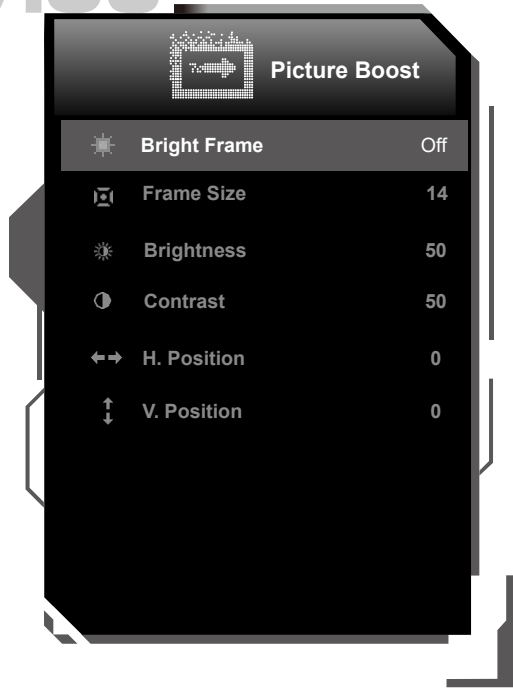 Picture Boost
Bright Frame Off
Frame Size 14
Brightness 50
Contrast 50
H. Position 0
V. Position 0